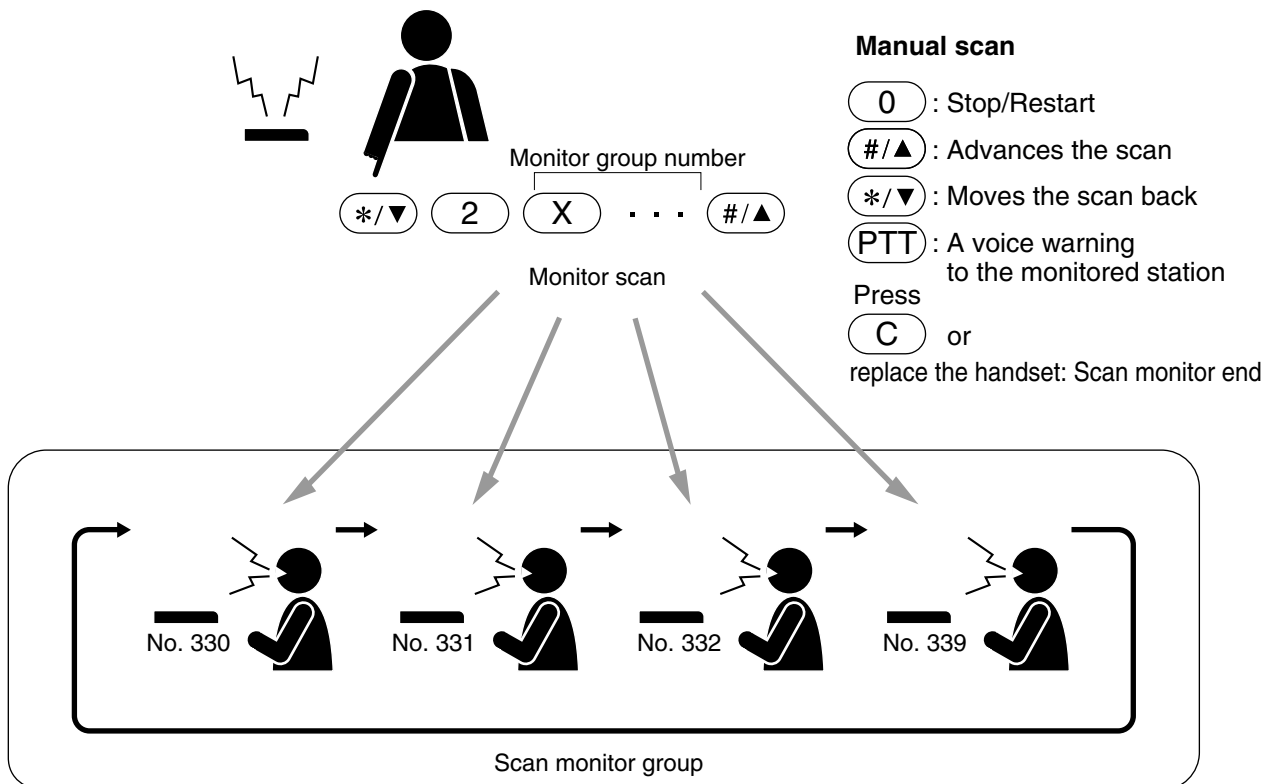 Manual scan
0 : Stop/Restart
#/▲ : Advances the scan
*/▼ : Moves the scan back
PTT : A voice warning
to the monitored station
Press
C or
replace the handset: Scan monitor end
Monitor group number
*/▼ 2 X · · · #/▲
Monitor scan
No. 330 No. 331 No. 332 No. 339
Scan monitor group